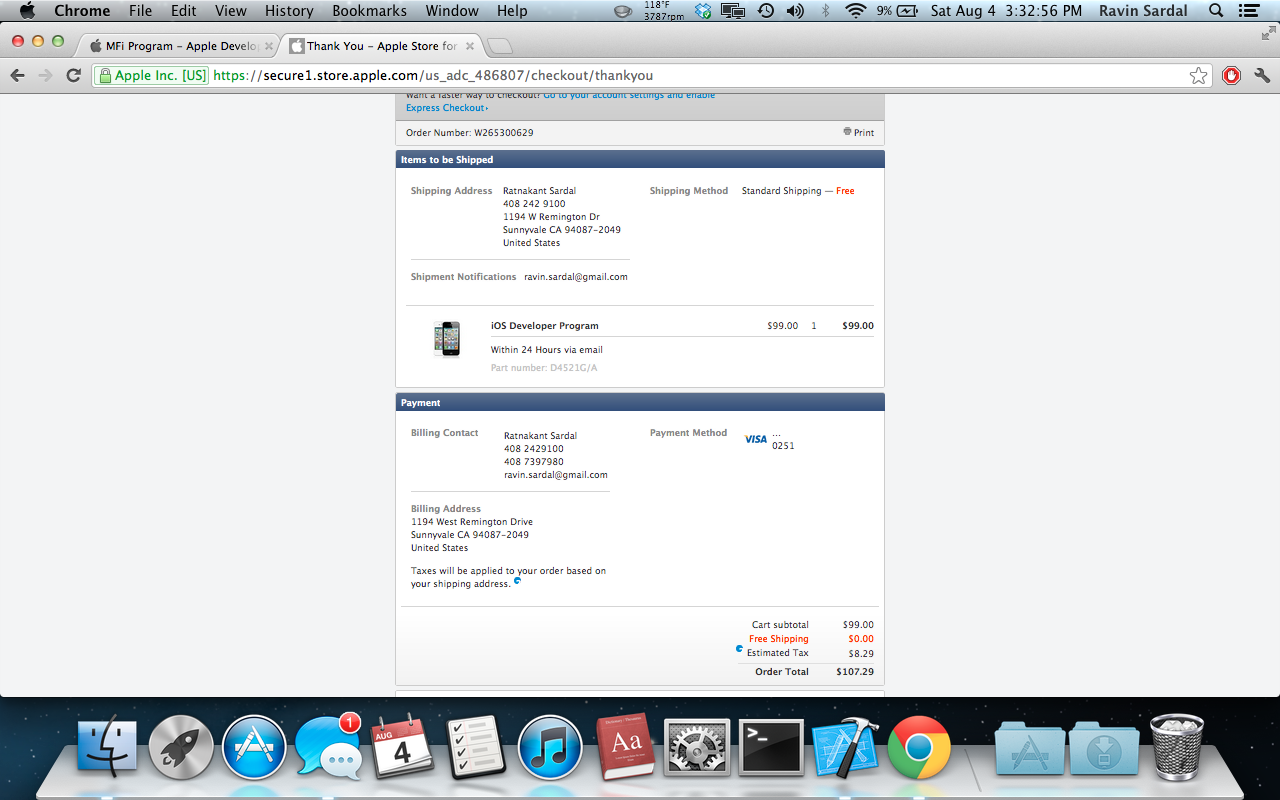 Chrome File Edit View History Bookmarks Window Help 118°F 3787rpm 9% Sat Aug 4 3:32:56 PM Ravin Sardal
MFi Program – Apple Develo
Thank You – Apple Store for
Apple Inc. [US] https://secure1.store.apple.com/us_adc_486807/checkout/thankyou
Want a faster way to checkout? Go to your account settings and enable
Express Checkout›
Order Number: W265300629 Print
Items to be Shipped
Shipping Address
Ratnakant Sardal
408 242 9100
1194 W Remington Dr
Sunnyvale CA 94087-2049
United States
Shipping Method Standard Shipping — Free
Shipment Notifications ravin.sardal@gmail.com
iOS Developer Program $99.00 1 $99.00
Within 24 Hours via email
Part number: D4521G/A
Payment
Billing Contact
Ratnakant Sardal
408 2429100
408 7397980
ravin.sardal@gmail.com
Payment Method
VISA ...
0251
Billing Address
1194 West Remington Drive
Sunnyvale CA 94087-2049
United States
Taxes will be applied to your order based on
your shipping address.
Cart subtotal $99.00
Free Shipping $0.00
Estimated Tax $8.29
Order Total $107.29
1
AUG
4
Aa
>_